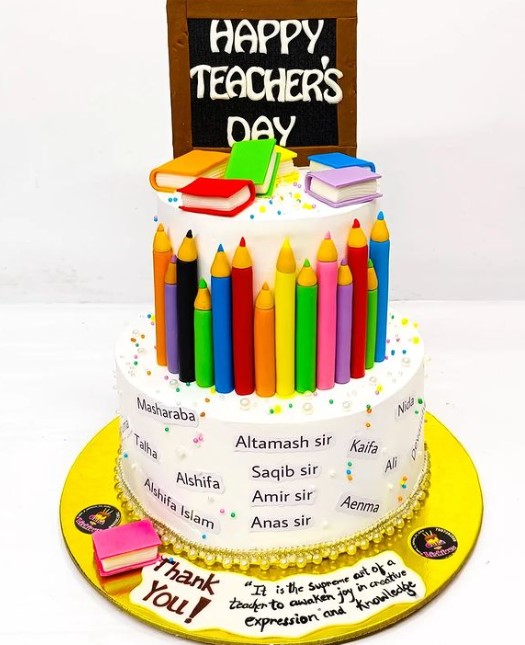 HAPPY
TEACHER'S
DAY
Masharaba
Nida
Talha
Altamash sir
Kaifa
Alshifa
Saqib sir
Ali
Alshifa Islam
Amir sir
Aenma
Anas sir
Thank
You!
"It is the Supreme art of a
teacher to awaken joy in creative
expression and knowledge